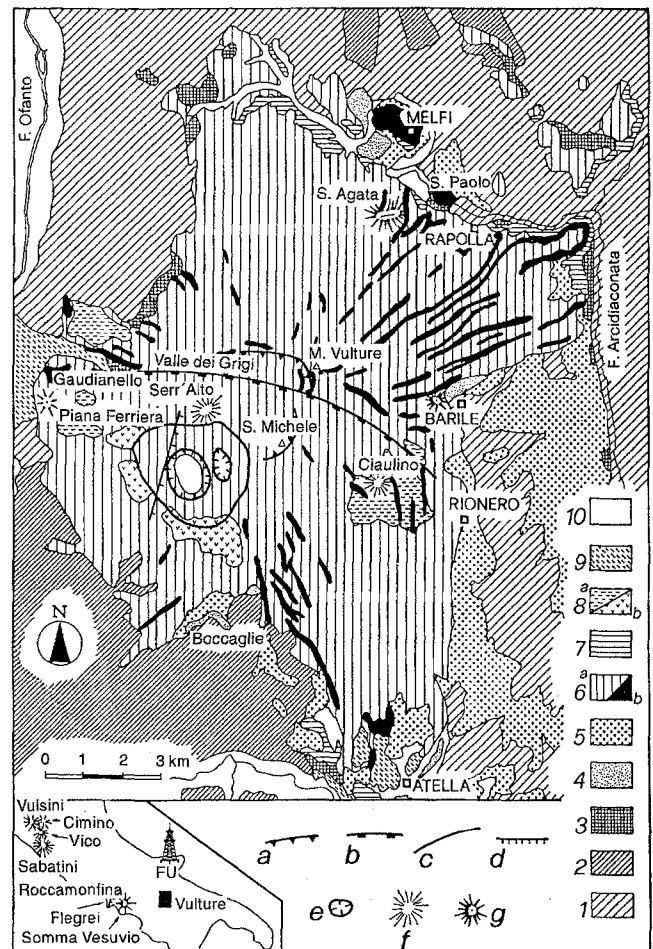 F. Ofanto
MELFI
S. Agata
S. Paolo
RAPOLLA
F. Arcidiaconata
Valle dei Grigi
M. Vulture
Gaudianello
Serr'Alto
Piana Ferriera
BARILE
S. Michele
Ciaulino
RIONERO
N
Boccaglie
0 1 2 3 km
ATELLA
10
9
a
8
b
7
a
6
b
5
4
3
2
1
Vulsini
Cimino
Vico
Sabatini
FU
Roccamonfina
Vulture
Flegrei
Somma Vesuvio
a b c d
e f g